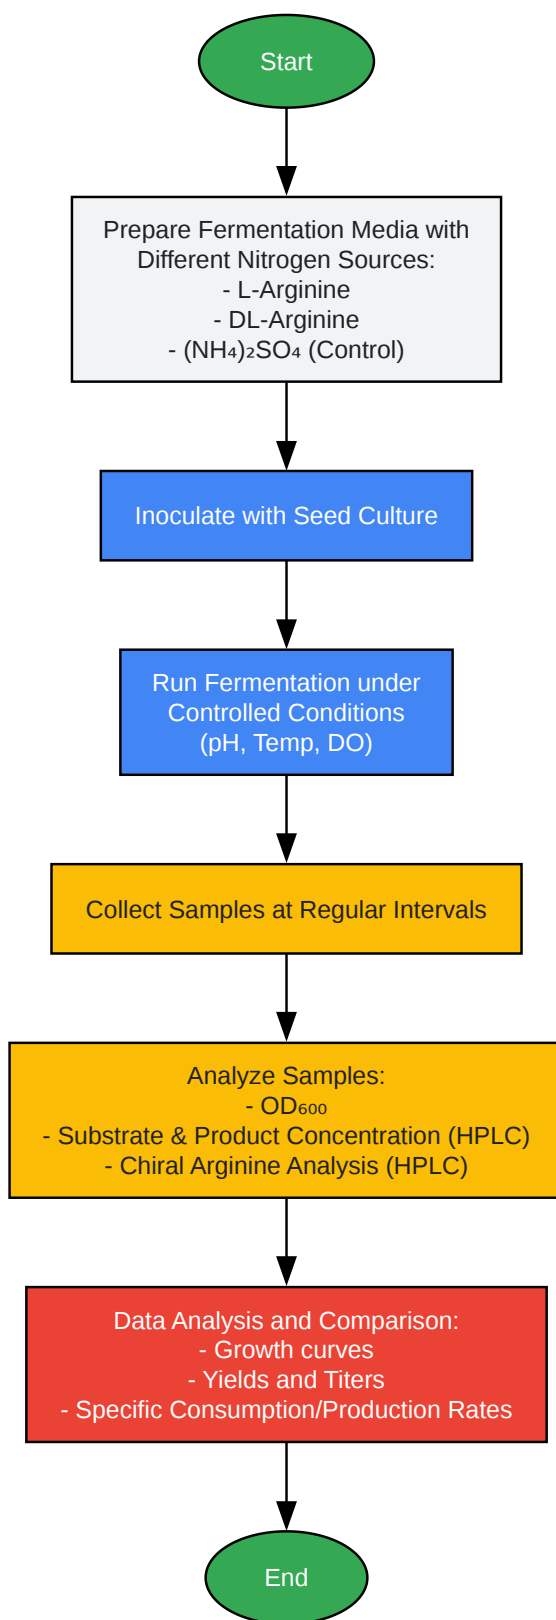 Start
Prepare Fermentation Media with
Different Nitrogen Sources:
- L-Arginine
- DL-Arginine
- (NH₄)₂SO₄ (Control)
Inoculate with Seed Culture
Run Fermentation under
Controlled Conditions
(pH, Temp, DO)
Collect Samples at Regular Intervals
Analyze Samples:
- OD₆₀₀
- Substrate & Product Concentration (HPLC)
- Chiral Arginine Analysis (HPLC)
Data Analysis and Comparison:
- Growth curves
- Yields and Titers
- Specific Consumption/Production Rates
End